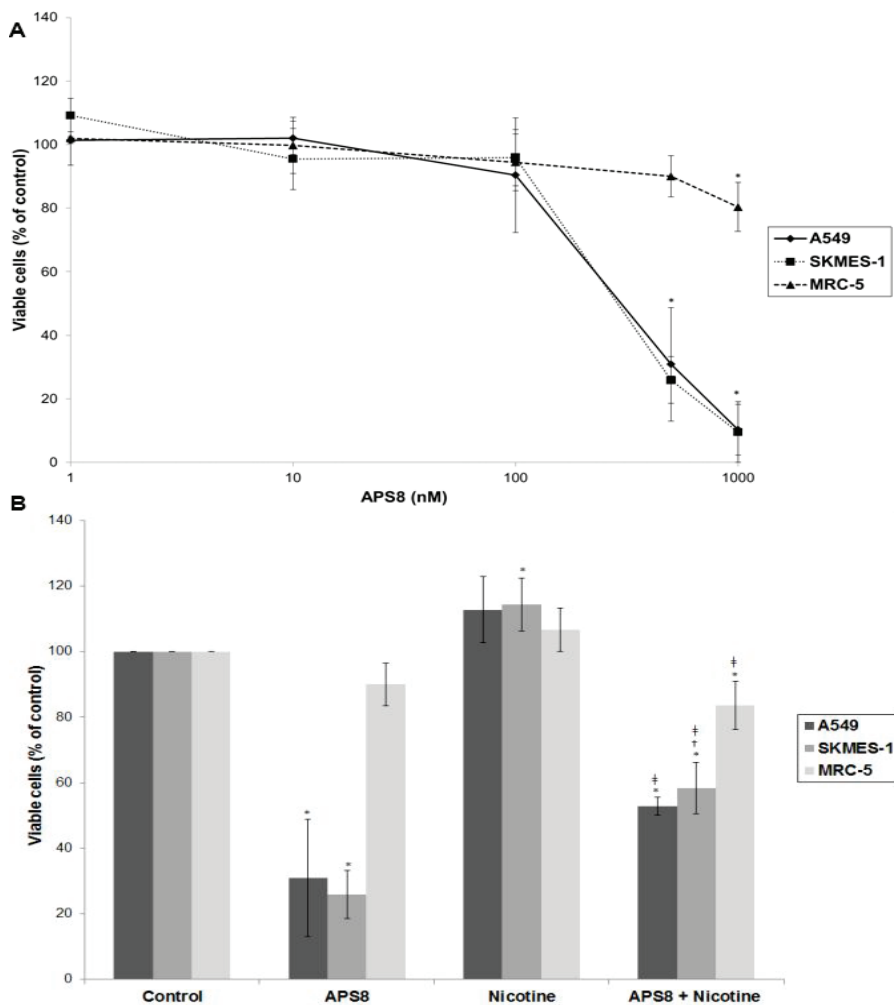 A
140
120
100
80
60
40
20
0
Viable cells (% of control)
*
*
*
1
10
100
1000
APS8 (nM)
A549
SKMES-1
MRC-5
B
140
120
100
80
60
40
20
0
Viable cells (% of control)
*
*
*
‡
*
‡
†
*
‡
*
Control
APS8
Nicotine
APS8 + Nicotine
A549
SKMES-1
MRC-5